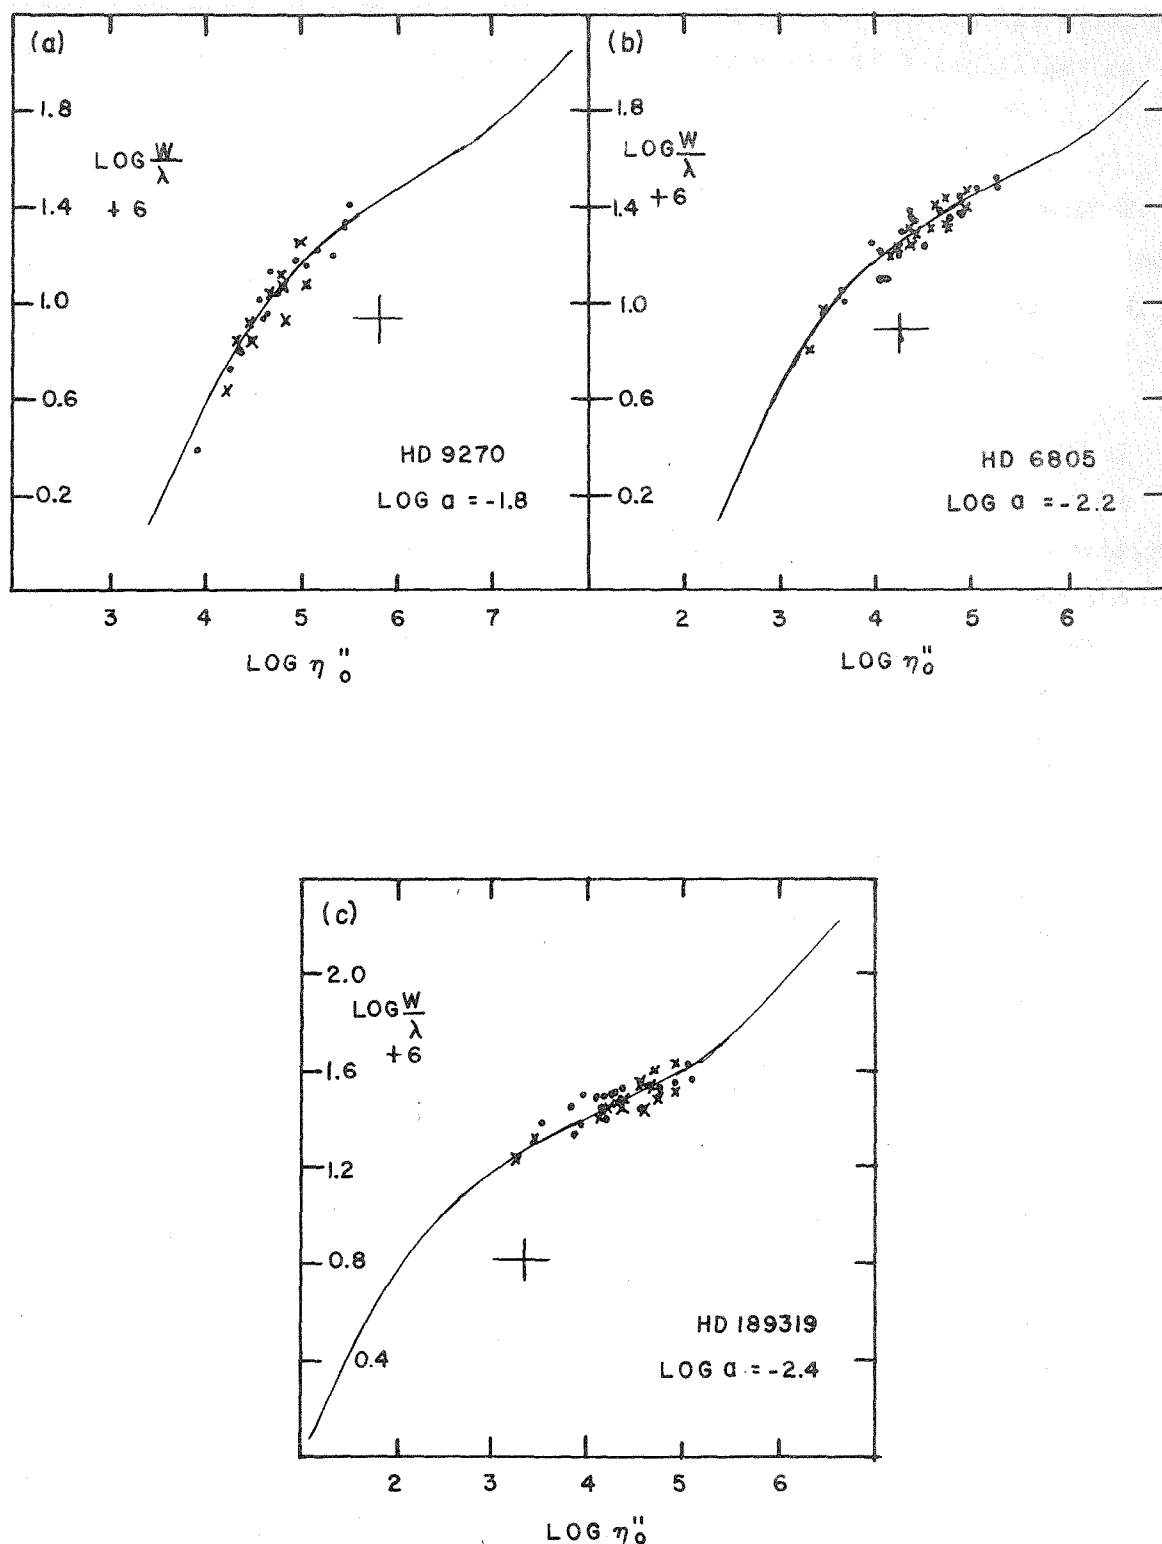 (a)
1.8
LOG W/λ
+ 6
1.4
1.0
0.6
0.2
HD 9270
LOG a = -1.8
3 4 5 6 7
LOG η₀"
(b)
1.8
LOG W/λ
+6
1.4
1.0
0.6
0.2
HD 6805
LOG a = -2.2
2 3 4 5 6
LOG η₀"
(c)
2.0
LOG W/λ
+6
1.6
1.2
0.8
0.4
HD 189319
LOG a = -2.4
2 3 4 5 6
LOG η₀"